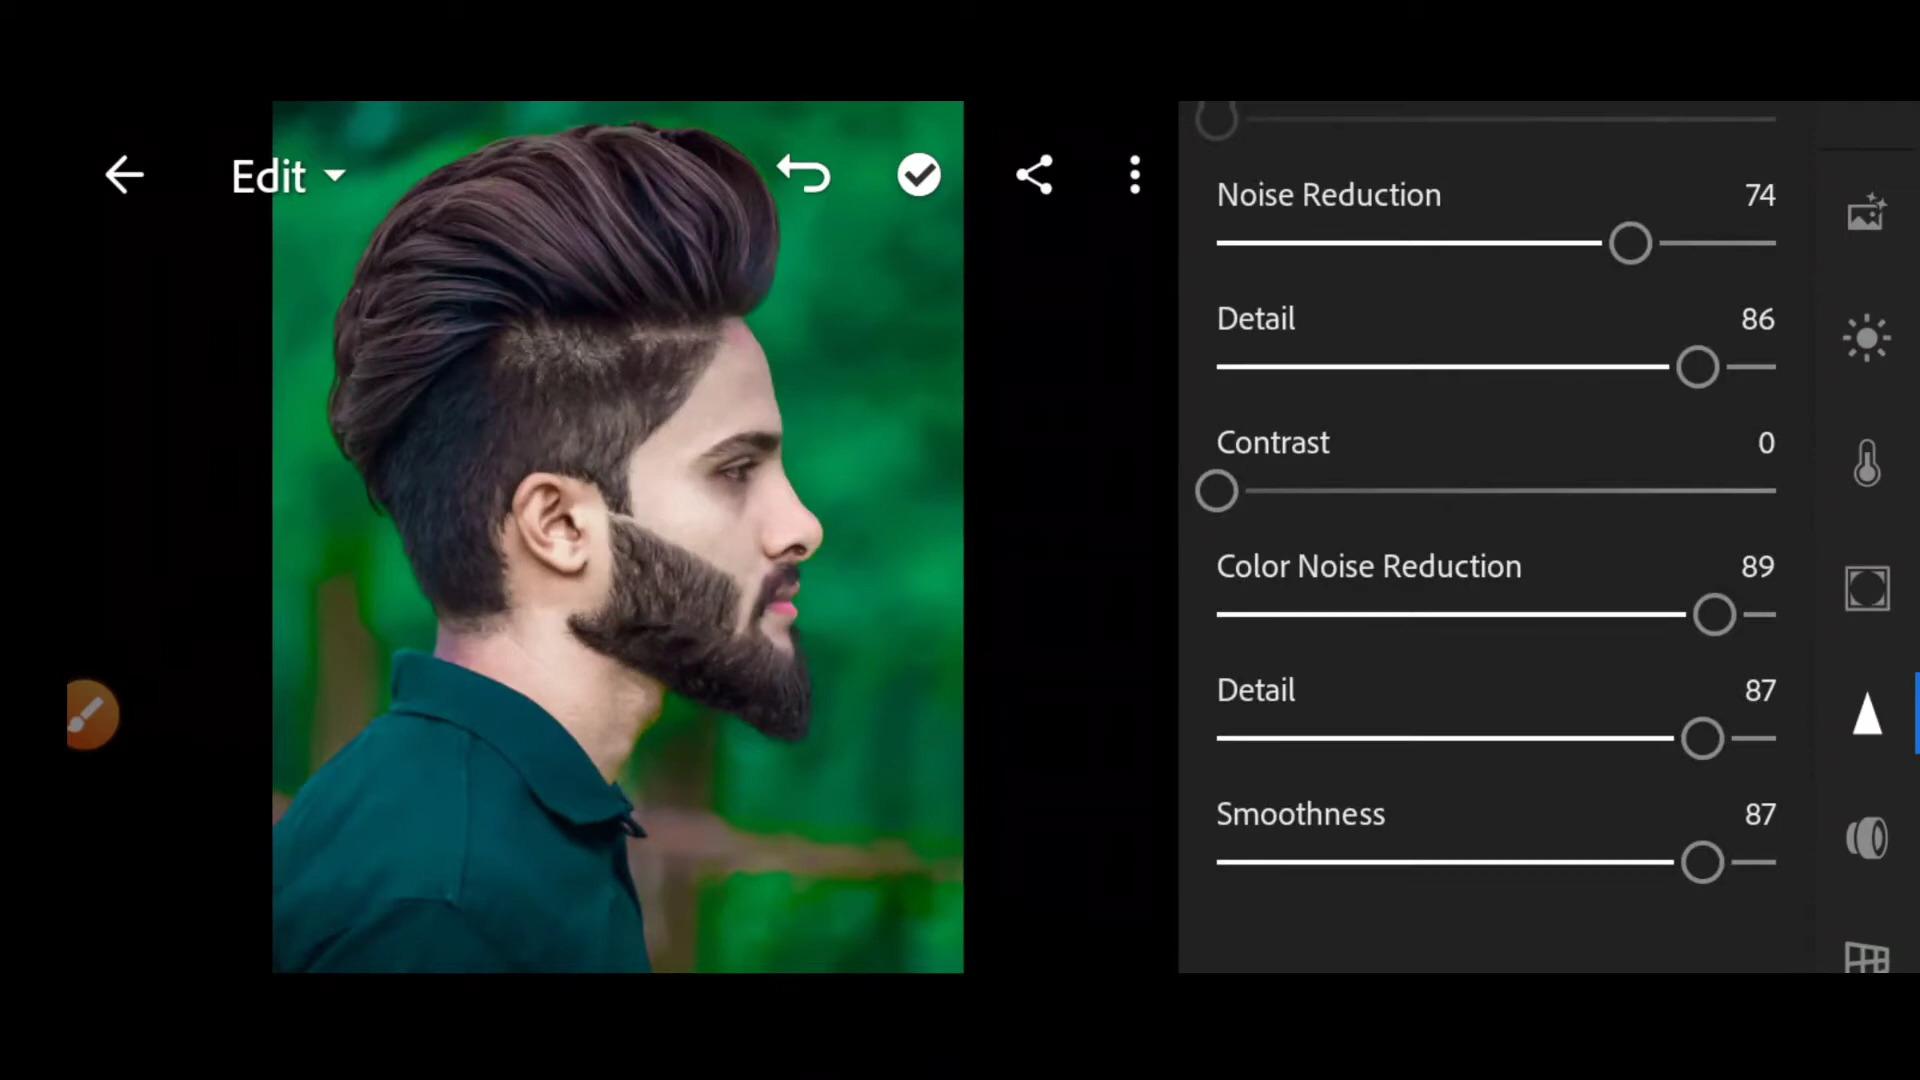 Edit
Noise Reduction 74
Detail 86
Contrast 0
Color Noise Reduction 89
Detail 87
Smoothness 87